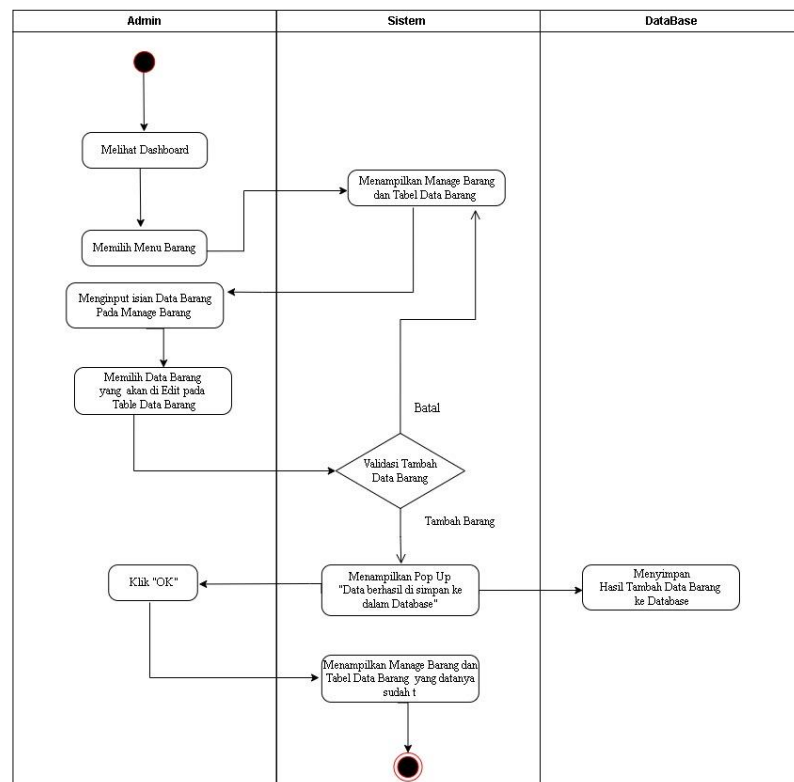 Admin
Sistem
DataBase
Melihat Dashboard
Menampilkan Manage Barang
dan Tabel Data Barang
Memilih Menu Barang
Menginput isian Data Barang
Pada Manage Barang
Memilih Data Barang
yang akan di Edit pada
Table Data Barang
Batal
Validasi Tambah
Data Barang
Tambah Barang
Klik "OK"
Menampilkan Pop Up
"Data berhasil di simpan ke
dalam Database"
Menyimpan
Hasil Tambah Data Barang
ke Database
Menampilkan Manage Barang dan
Tabel Data Barang yang datanya
sudah t